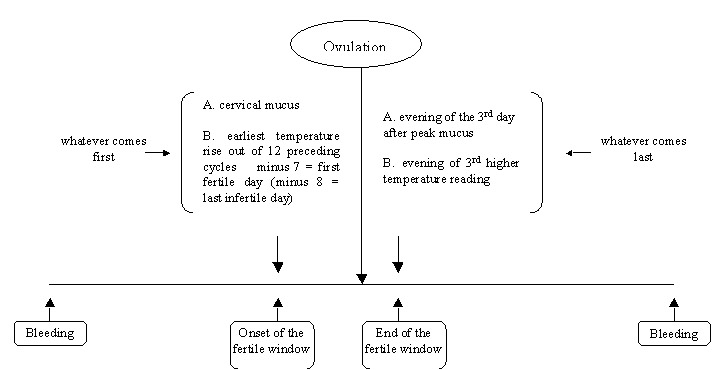 Ovulation
whatever comes
first
A. cervical mucus
B. earliest temperature
rise out of 12 preceding
cycles minus 7 = first
fertile day (minus 8 =
last infertile day)
A. evening of the 3rd day
after peak mucus
B. evening of 3rd higher
temperature reading
whatever comes
last
Bleeding
Onset of the
fertile window
End of the
fertile window
Bleeding